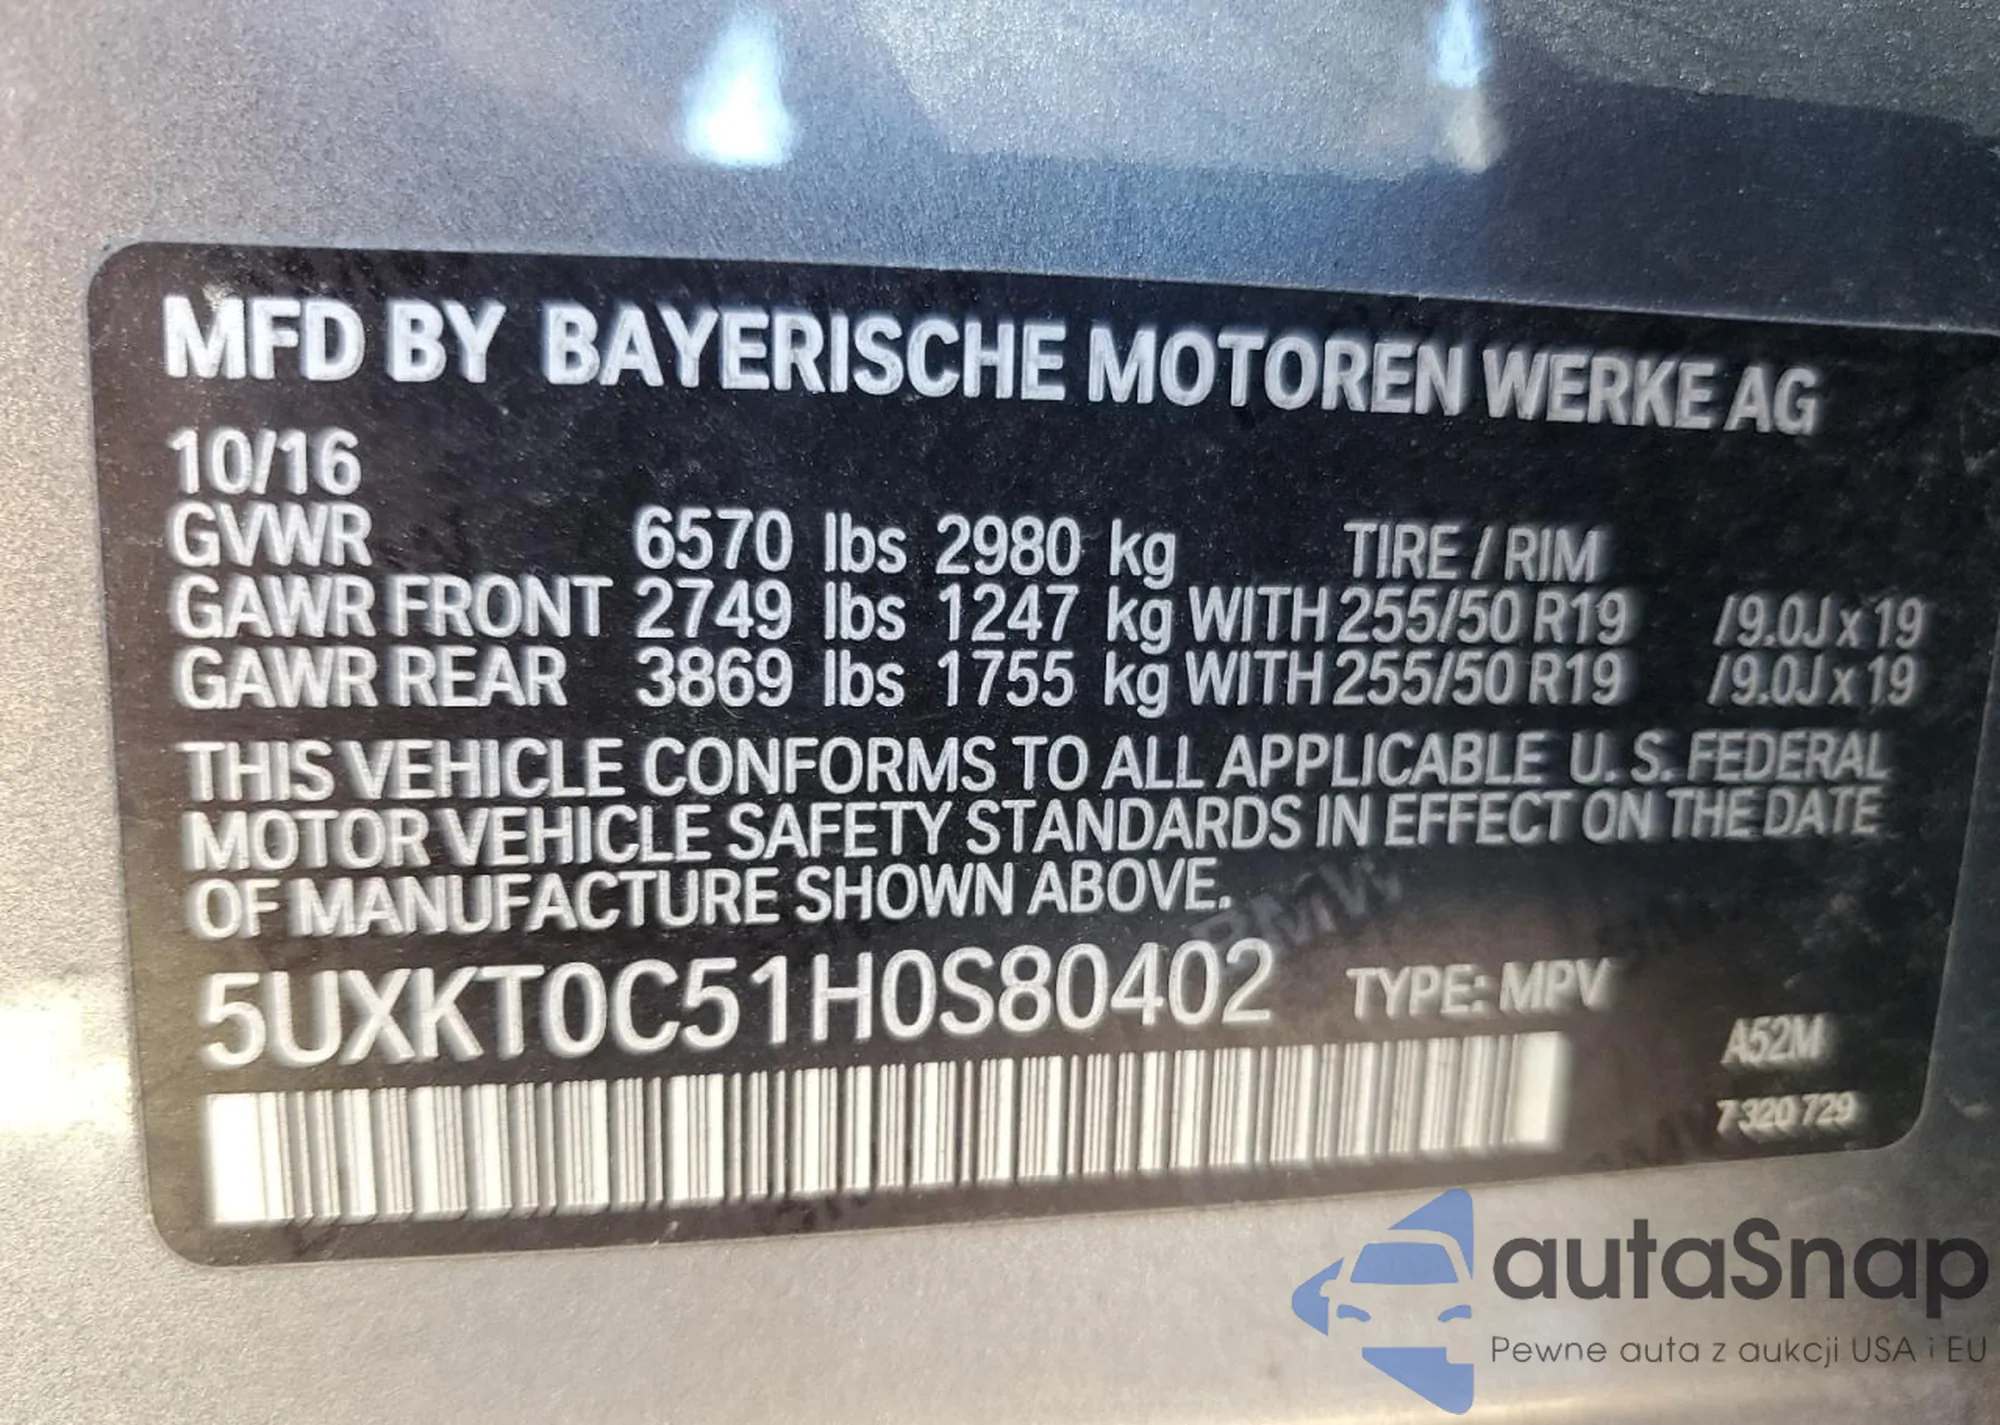 MFD BY BAYERISCHE MOTOREN WERKE AG
10/16
GVWR 6570 lbs 2980 kg TIRE / RIM
GAWR FRONT 2749 lbs 1247 kg WITH 255/50 R19 /9.0J x 19
GAWR REAR 3869 lbs 1755 kg WITH 255/50 R19 /9.0J x 19
THIS VEHICLE CONFORMS TO ALL APPLICABLE U. S. FEDERAL
MOTOR VEHICLE SAFETY STANDARDS IN EFFECT ON THE DATE
OF MANUFACTURE SHOWN ABOVE.
BMW
5UXKT0C51H0S80402 TYPE: MPV
A52M
7 320 729
autaSnap
Pewne auta z aukcji USA i EU